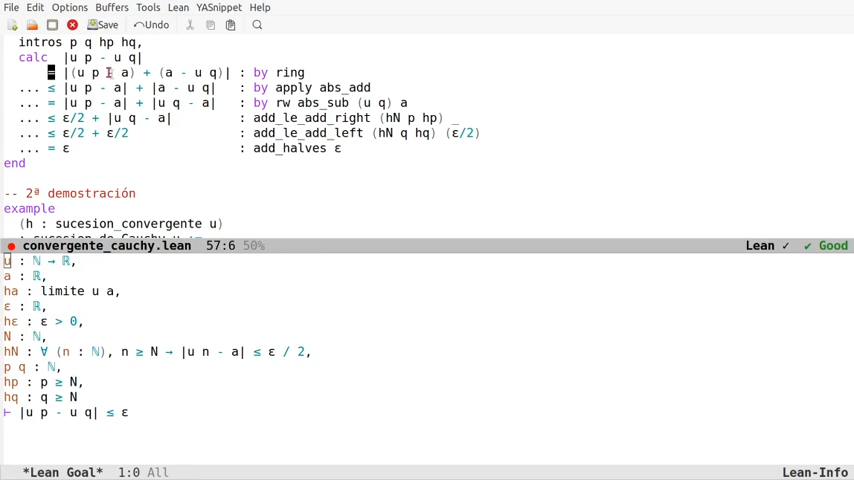 File Edit Options Buffers Tools Lean YASnippet Help
Save Undo
intros p q hp hq,
calc |u p - u q|
= |(u p - a) + (a - u q)| : by ring
... ≤ |u p - a| + |a - u q| : by apply abs_add
... = |u p - a| + |u q - a| : by rw abs_sub (u q) a
... ≤ ε/2 + |u q - a| : add_le_add_right (hN p hp) _
... ≤ ε/2 + ε/2 : add_le_add_left (hN q hq) (ε/2)
... = ε : add_halves ε
end
-- 2ª demostración
example
(h : sucesion_convergente u)
: sucesion_de_Cauchy u :=
convergente_cauchy.lean 57:6 50% Lean ✓ ✔ Good
u : ℕ → ℝ,
a : ℝ,
ha : limite u a,
ε : ℝ,
hε : ε > 0,
N : ℕ,
hN : ∀ (n : ℕ), n ≥ N → |u n - a| ≤ ε / 2,
p q : ℕ,
hp : p ≥ N,
hq : q ≥ N
⊢ |u p - u q| ≤ ε
*Lean Goal* 1:0 All Lean-Info